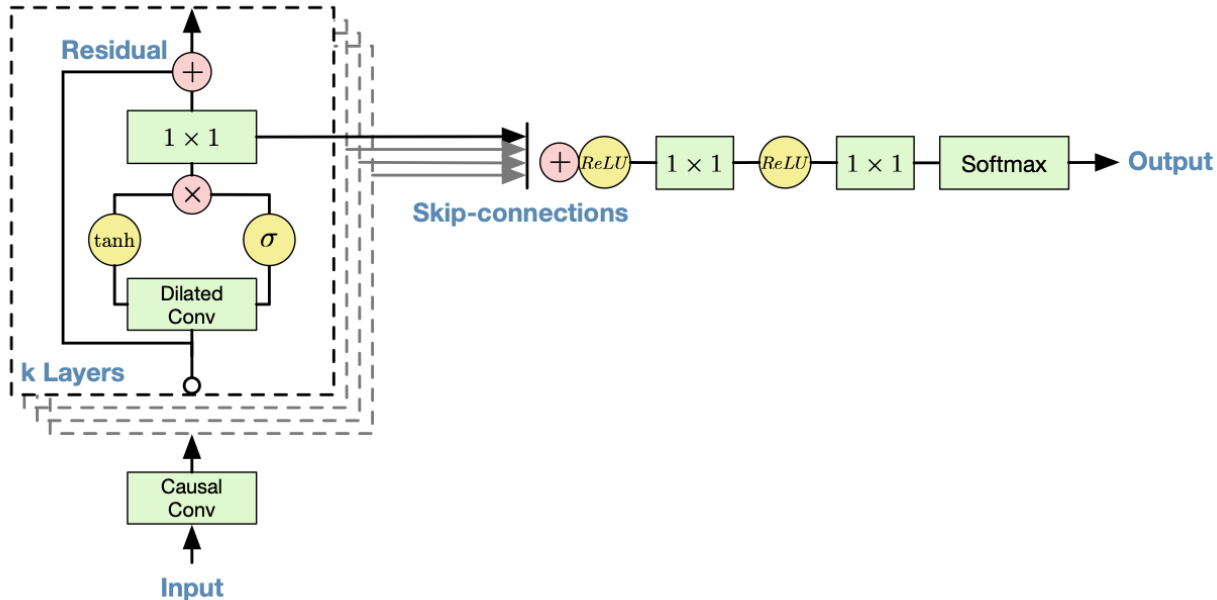 Residual
+
1 × 1
×
tanh
σ
Dilated
Conv
k Layers
Causal
Conv
Input
Skip-connections
+
ReLU
1 × 1
ReLU
1 × 1
Softmax
Output